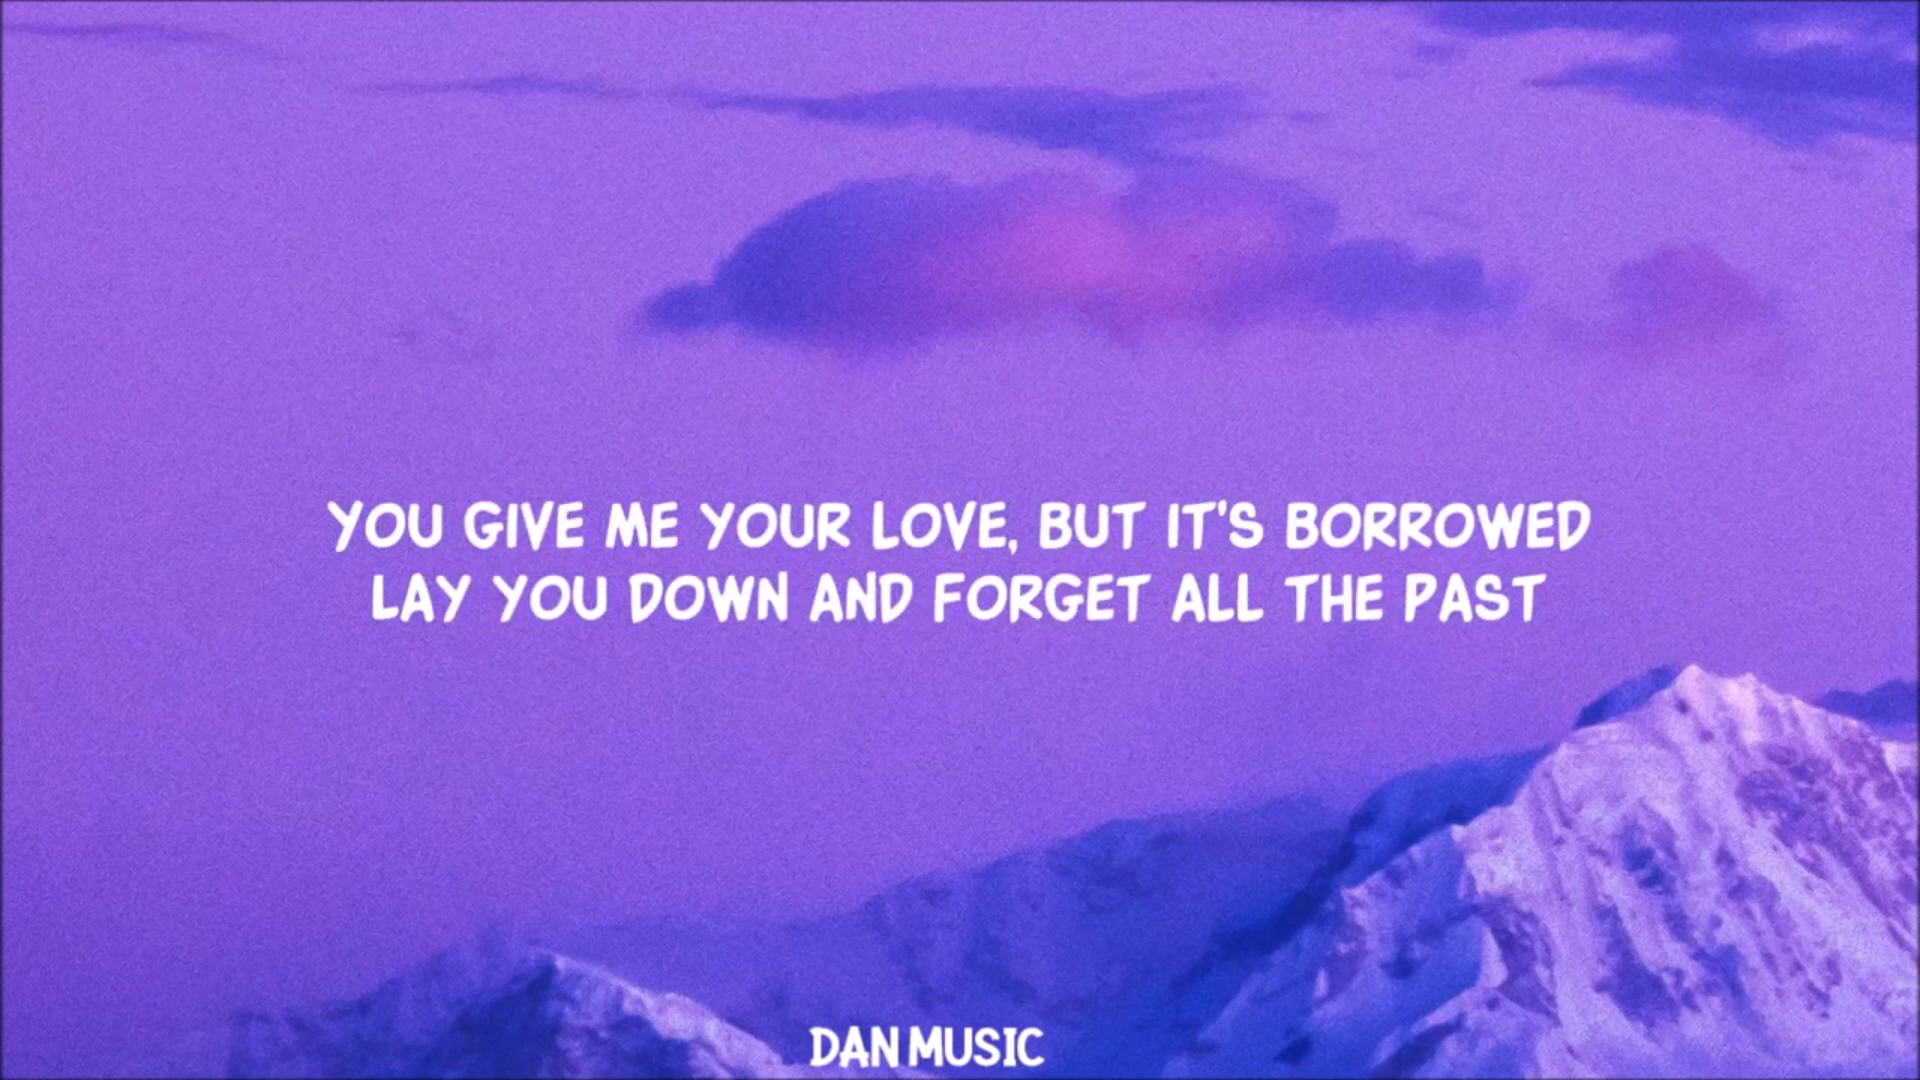 YOU GIVE ME YOUR LOVE, BUT IT'S BORROWED
LAY YOU DOWN AND FORGET ALL THE PAST
DAN MUSIC